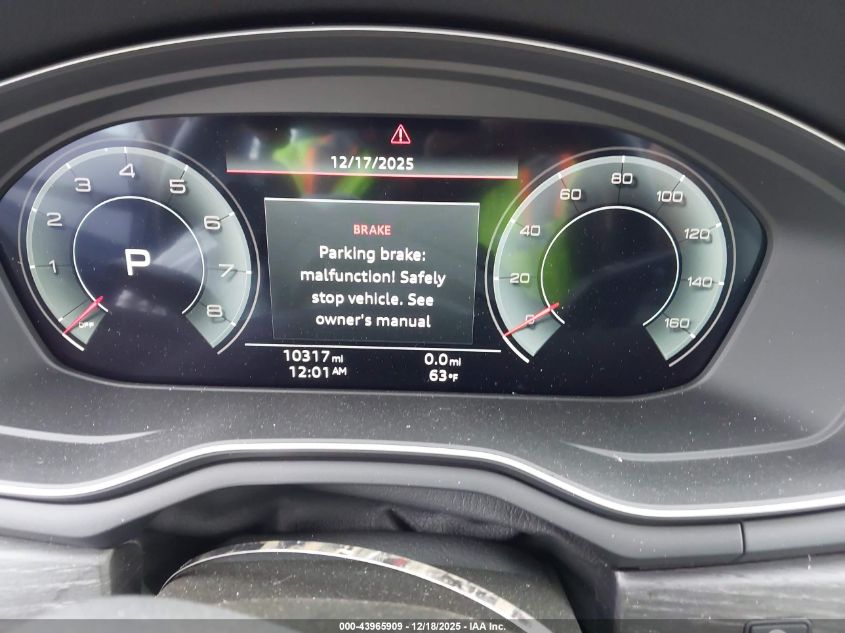 12/17/2025
1 2 3 4 5 6 7 8
OFF
P
BRAKE
Parking brake:
malfunction! Safely
stop vehicle. See
owner's manual
0 20 40 60 80 100 120 140 160
10317 mi 0.0 mi
12:01 AM 63°F
000-43965909 - 12/18/2025 - IAA Inc.